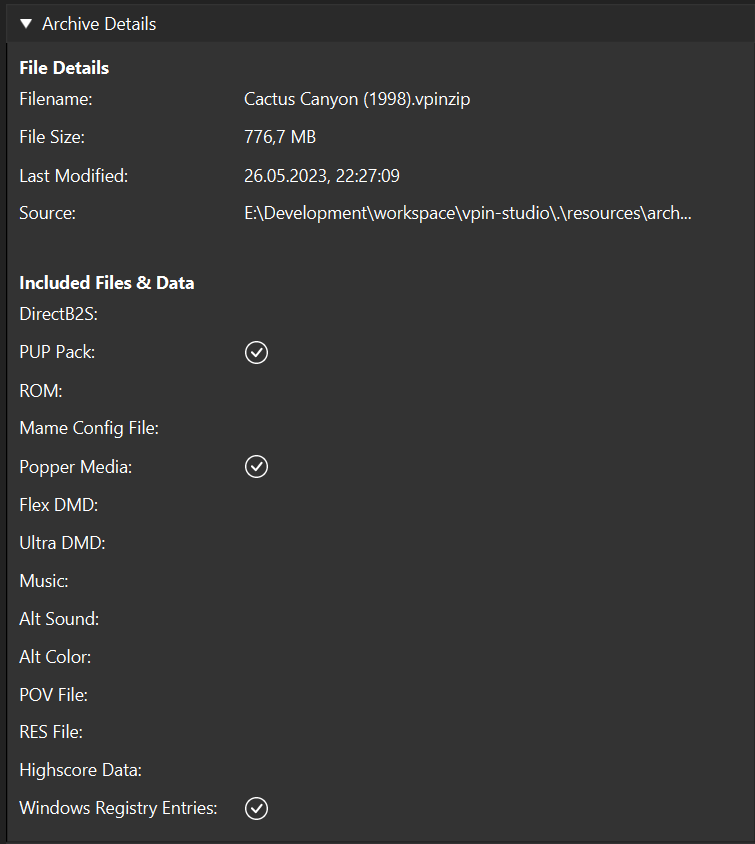 Archive Details
File Details
Filename: Cactus Canyon (1998).vpinzip
File Size: 776,7 MB
Last Modified: 26.05.2023, 22:27:09
Source: E:\Development\workspace\vpin-studio\.\resources\arch...
Included Files & Data
DirectB2S:
PUP Pack:
ROM:
Mame Config File:
Popper Media:
Flex DMD:
Ultra DMD:
Music:
Alt Sound:
Alt Color:
POV File:
RES File:
Highscore Data:
Windows Registry Entries: